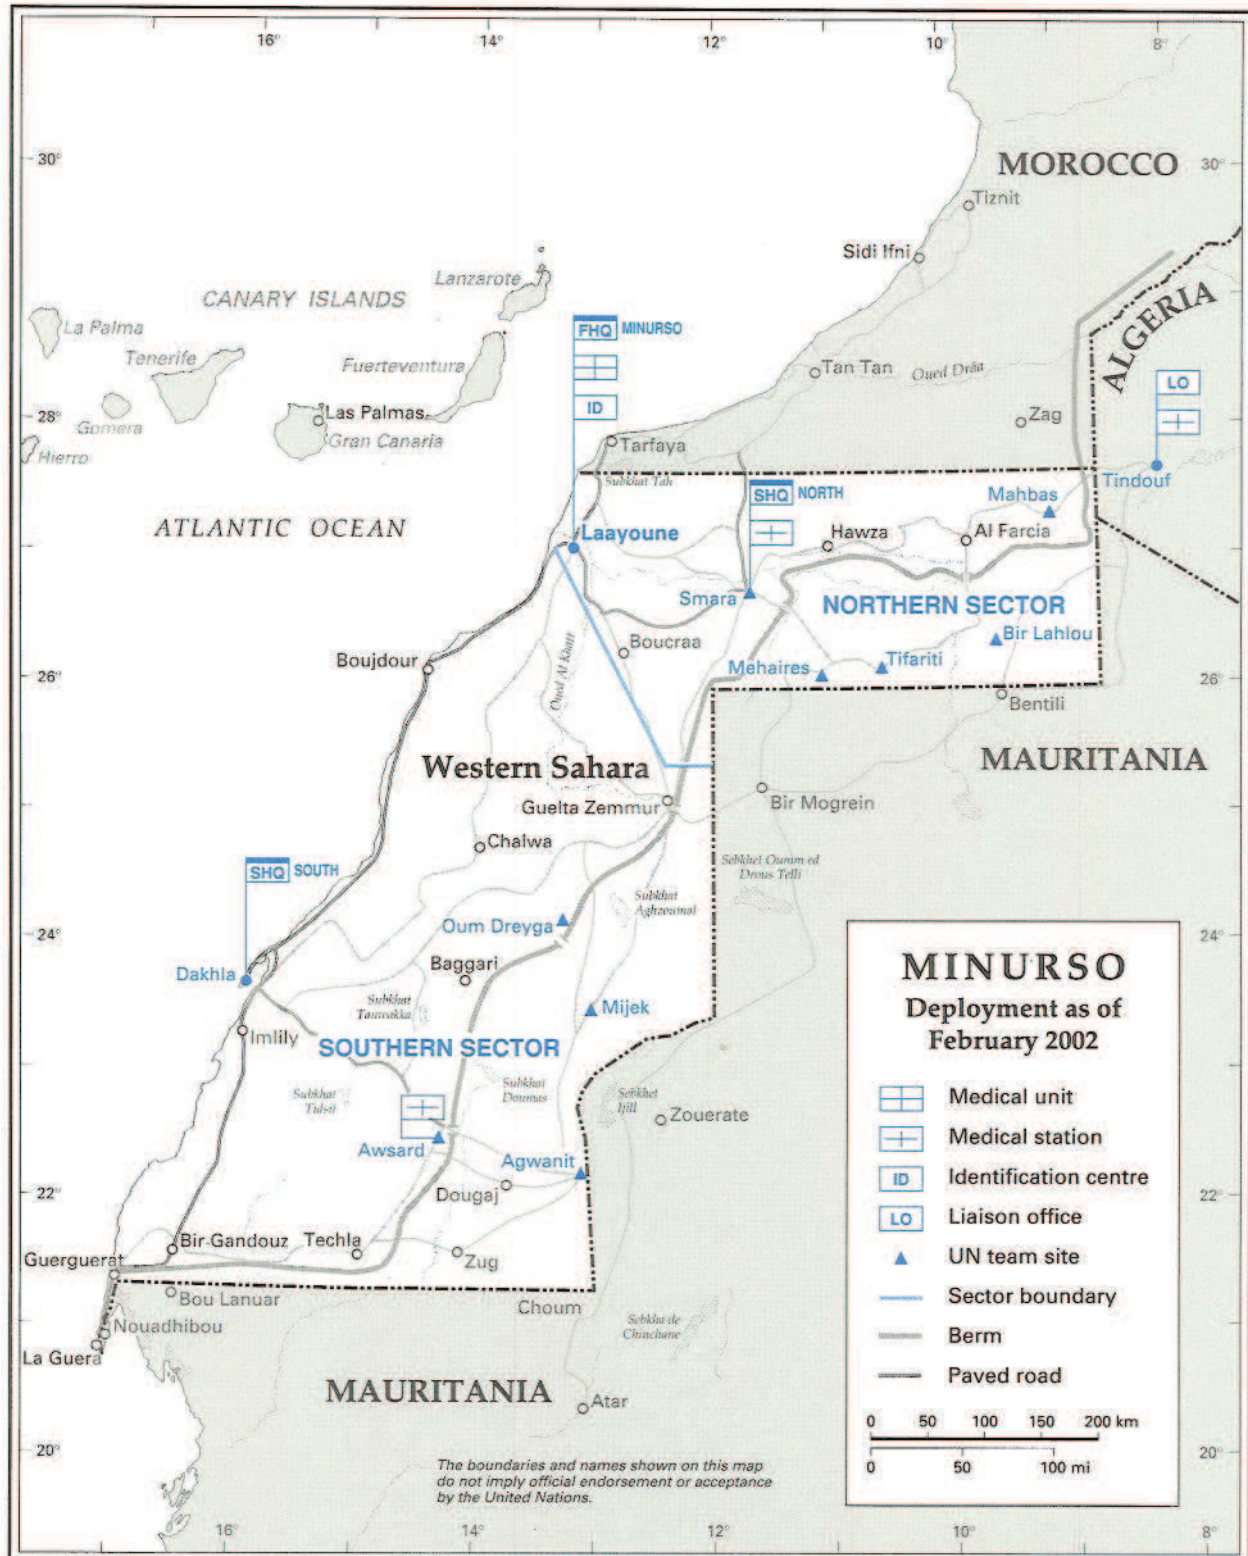 16°
14°
12°
10°
8°
30°
MOROCCO
30°
Tiznit
Sidi Ifni
Lanzarote
CANARY ISLANDS
ALGERIA
La Palma
FHQ MINURSO
Tenerife
Fuerteventura
Tan Tan
Oued Drâa
LO
ID
28°
Las Palmas
Zag
28°
Gomera
Gran Canaria
Hierro
Tarfaya
Subkhat Tah
Tindouf
SHQ NORTH
Mahbas
ATLANTIC OCEAN
Laayoune
Hawza
Al Farcia
Smara
NORTHERN SECTOR
Boucraa
Bir Lahlou
Boujdour
Oued Al Khatt
Mehaires
Tifariti
26°
26°
Bentili
Western Sahara
MAURITANIA
Guelta Zemmur
Bir Mogrein
Chalwa
SHQ SOUTH
Sebkhet Oumm ed
Drous Telli
Subkhat
Aghzoumal
Oum Dreyga
24°
24°
Baggari
Dakhla
Subkhat
Tanwakka
Mijek
Imlily
SOUTHERN SECTOR
Subkhat
Tidsit
Subkhat
Doumas
Sebkhet
Ijill
Zouerate
Awsard
Agwanit
22°
Dougaj
22°
Bir Gandouz
Techla
Guerguerat
Zug
Bou Lanuar
Choum
Nouadhibou
Sebkha de
Chinchane
La Guera
MAURITANIA
Atar
20°
20°
The boundaries and names shown on this map
do not imply official endorsement or acceptance
by the United Nations.
16°
14°
12°
10°
MINURSO
Deployment as of
February 2002
Medical unit
Medical station
ID Identification centre
LO Liaison office
UN team site
Sector boundary
Berm
Paved road
0 50 100 150 200 km
0 50 100 mi